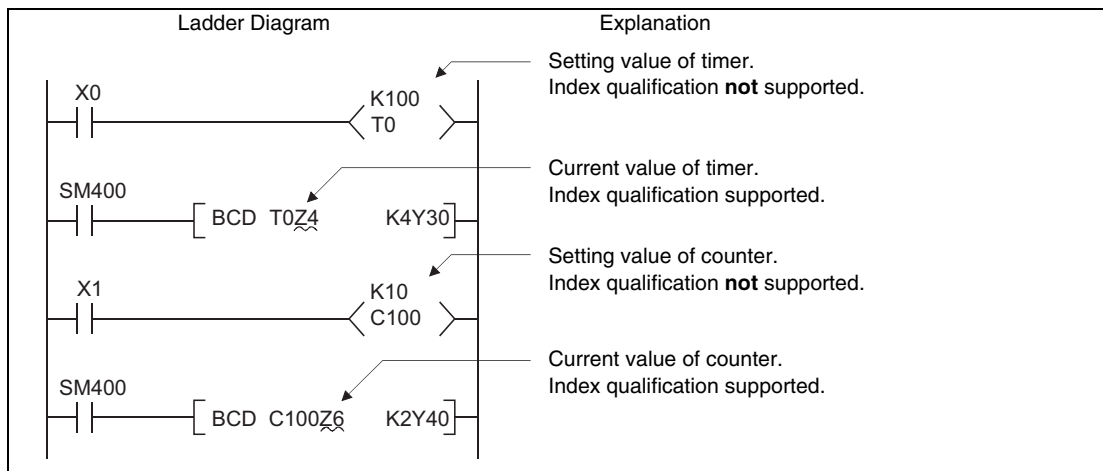 Ladder Diagram
Explanation
X0
K100
T0
Setting value of timer.
Index qualification not supported.
SM400
BCD T0Z4 K4Y30
Current value of timer.
Index qualification supported.
X1
K10
C100
Setting value of counter.
Index qualification not supported.
SM400
BCD C100Z6 K2Y40
Current value of counter.
Index qualification supported.